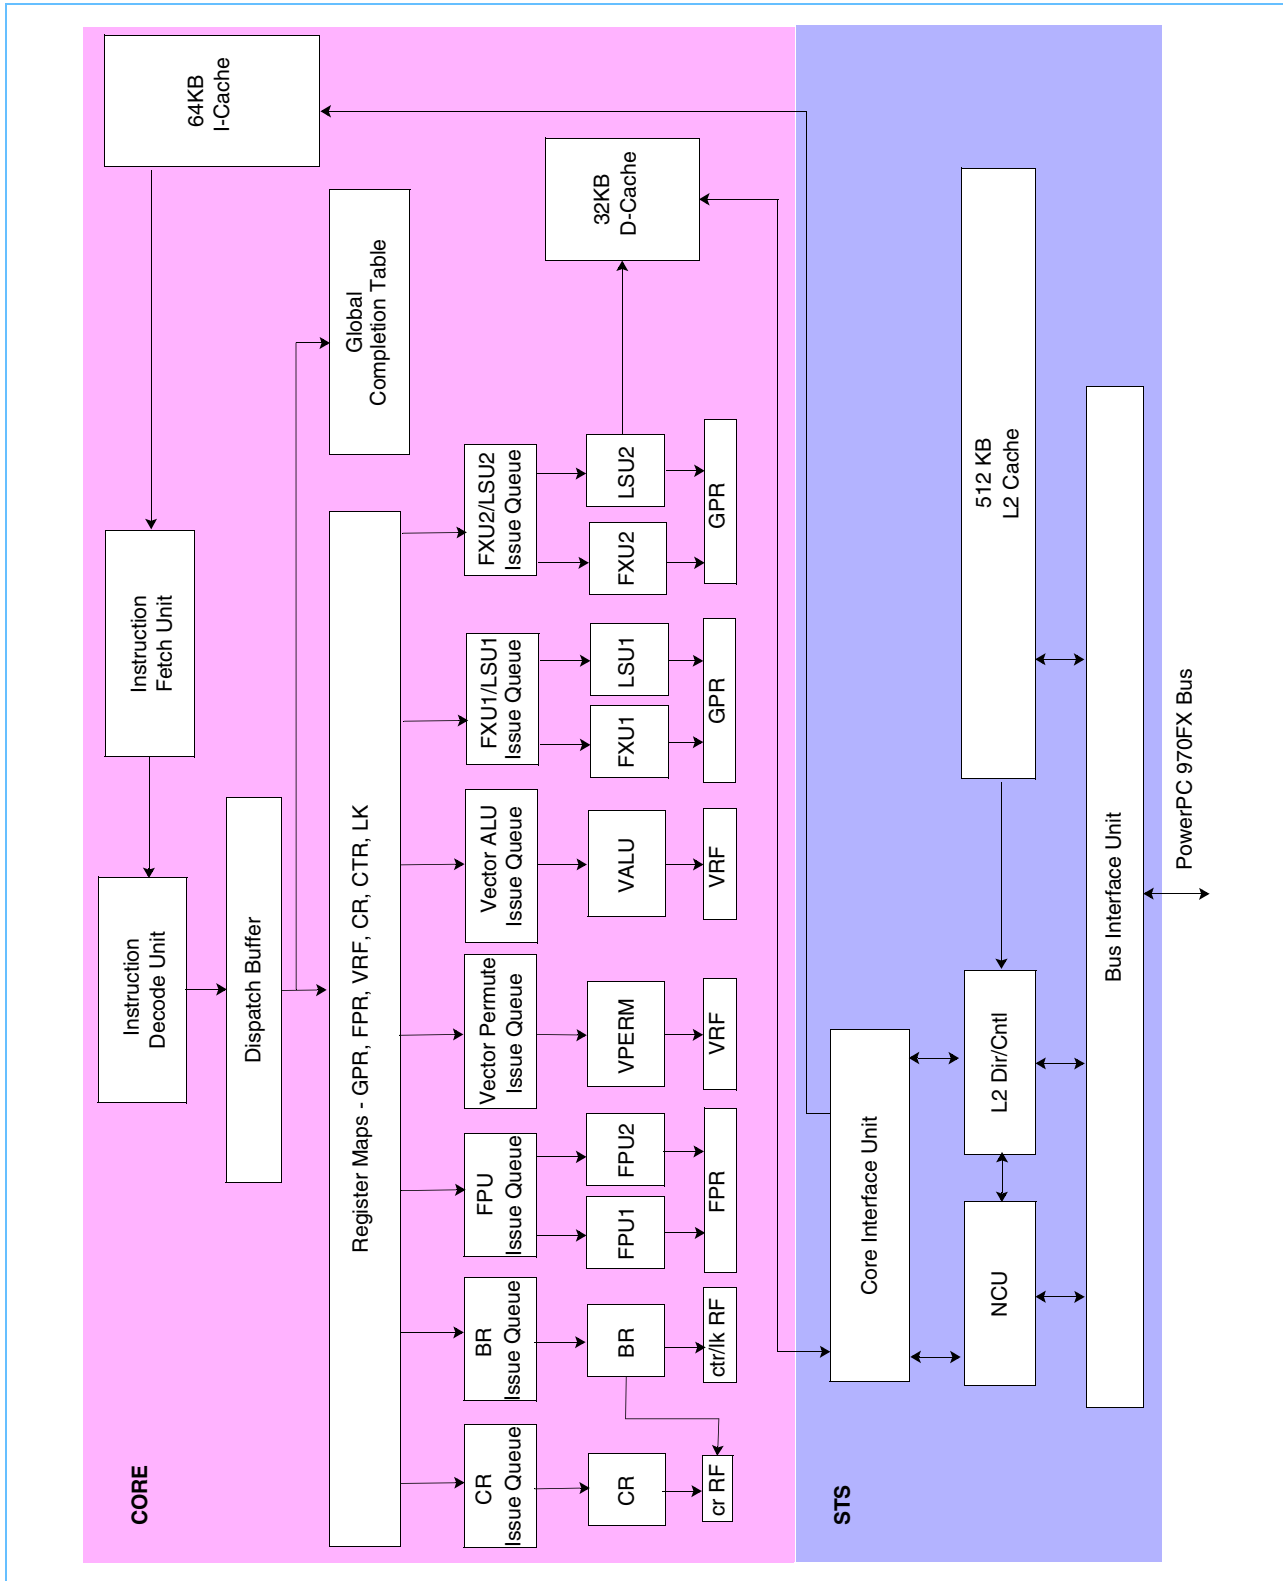 CORE
64KB
I-Cache
Instruction
Fetch Unit
Instruction
Decode Unit
Dispatch Buffer
Global
Completion Table
Register Maps - GPR, FPR, VRF, CR, CTR, LK
CR
Issue Queue
BR
Issue Queue
FPU
Issue Queue
Vector Permute
Issue Queue
Vector ALU
Issue Queue
FXU1/LSU1
Issue Queue
FXU2/LSU2
Issue Queue
32KB
D-Cache
CR
BR
FPU1
FPU2
VPERM
VALU
FXU1
LSU1
FXU2
LSU2
cr RF
ctr/lk RF
FPR
VRF
VRF
GPR
GPR
STS
Core Interface Unit
NCU
L2 Dir/Cntl
512 KB
L2 Cache
Bus Interface Unit
PowerPC 970FX Bus